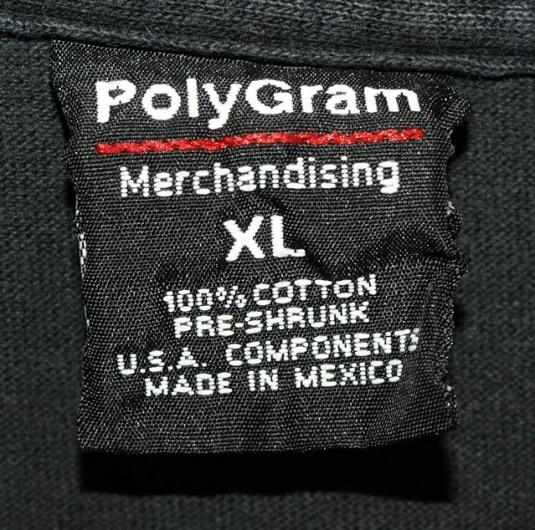 PolyGram
Merchandising
XL
100% COTTON
PRE-SHRUNK
U.S.A. COMPONENTS
MADE IN MEXICO